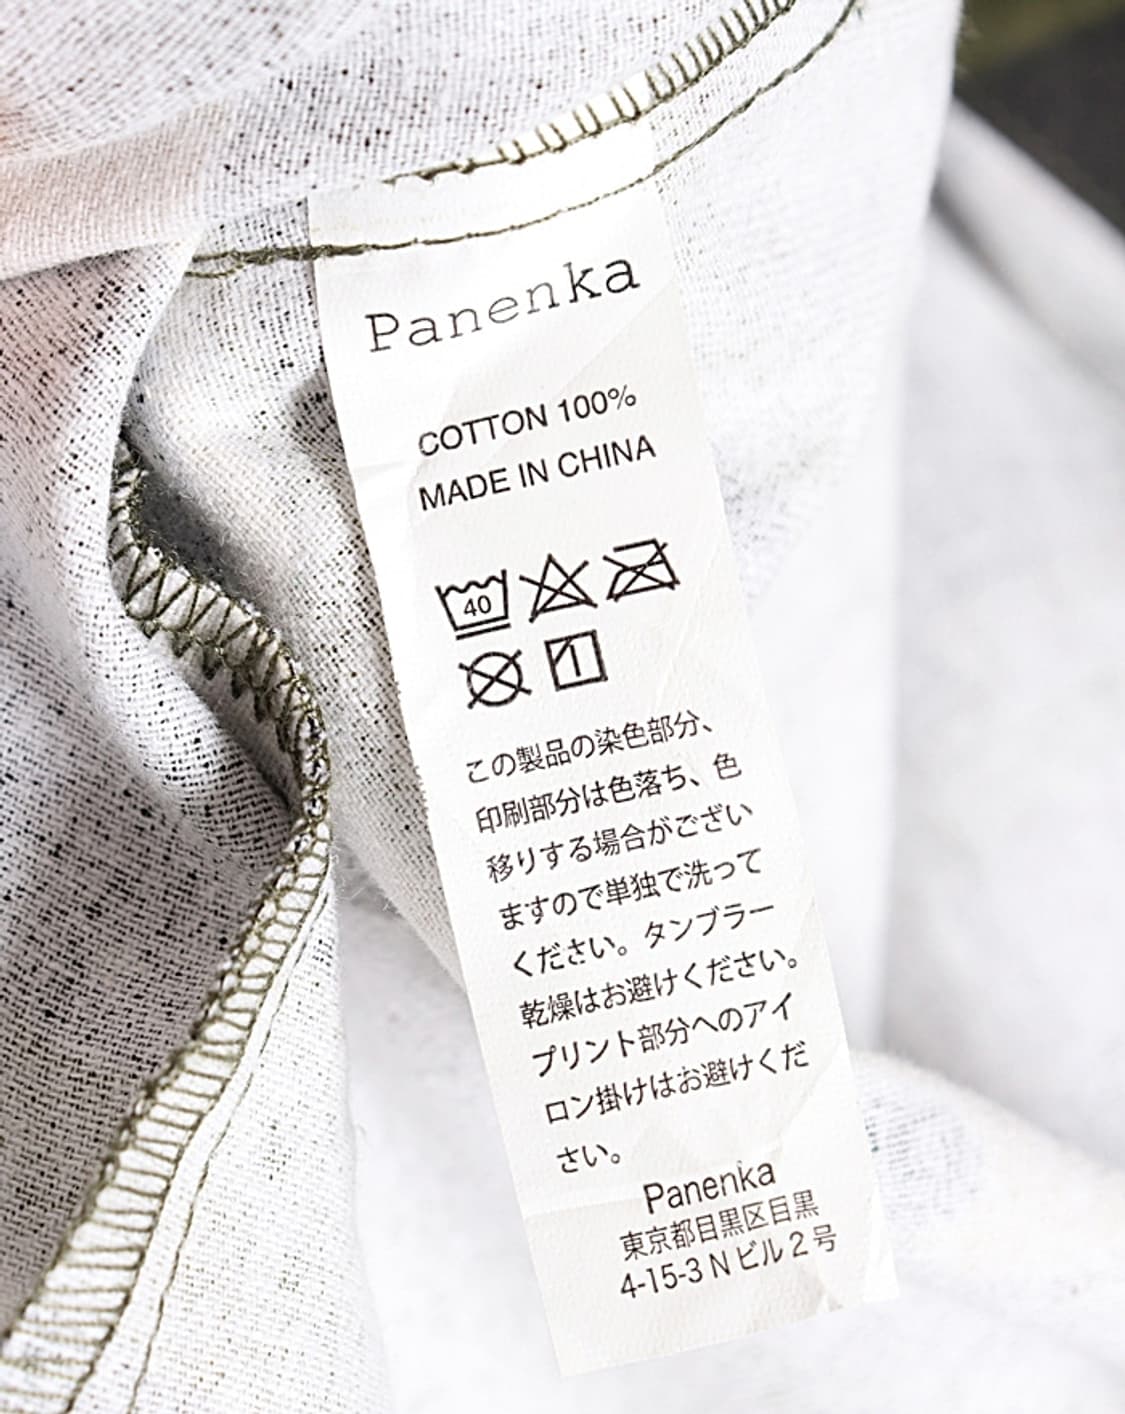 Panenka
COTTON 100%
MADE IN CHINA
40
この製品の染色部分、
印刷部分は色落ち、色
移りする場合がござい
ますので単独で洗って
ください。タンブラー
乾燥はお避けください。
プリント部分へのアイ
ロン掛けはお避けくだ
さい。
Panenka
東京都目黒区目黒
4-15-3 N ビル 2 号